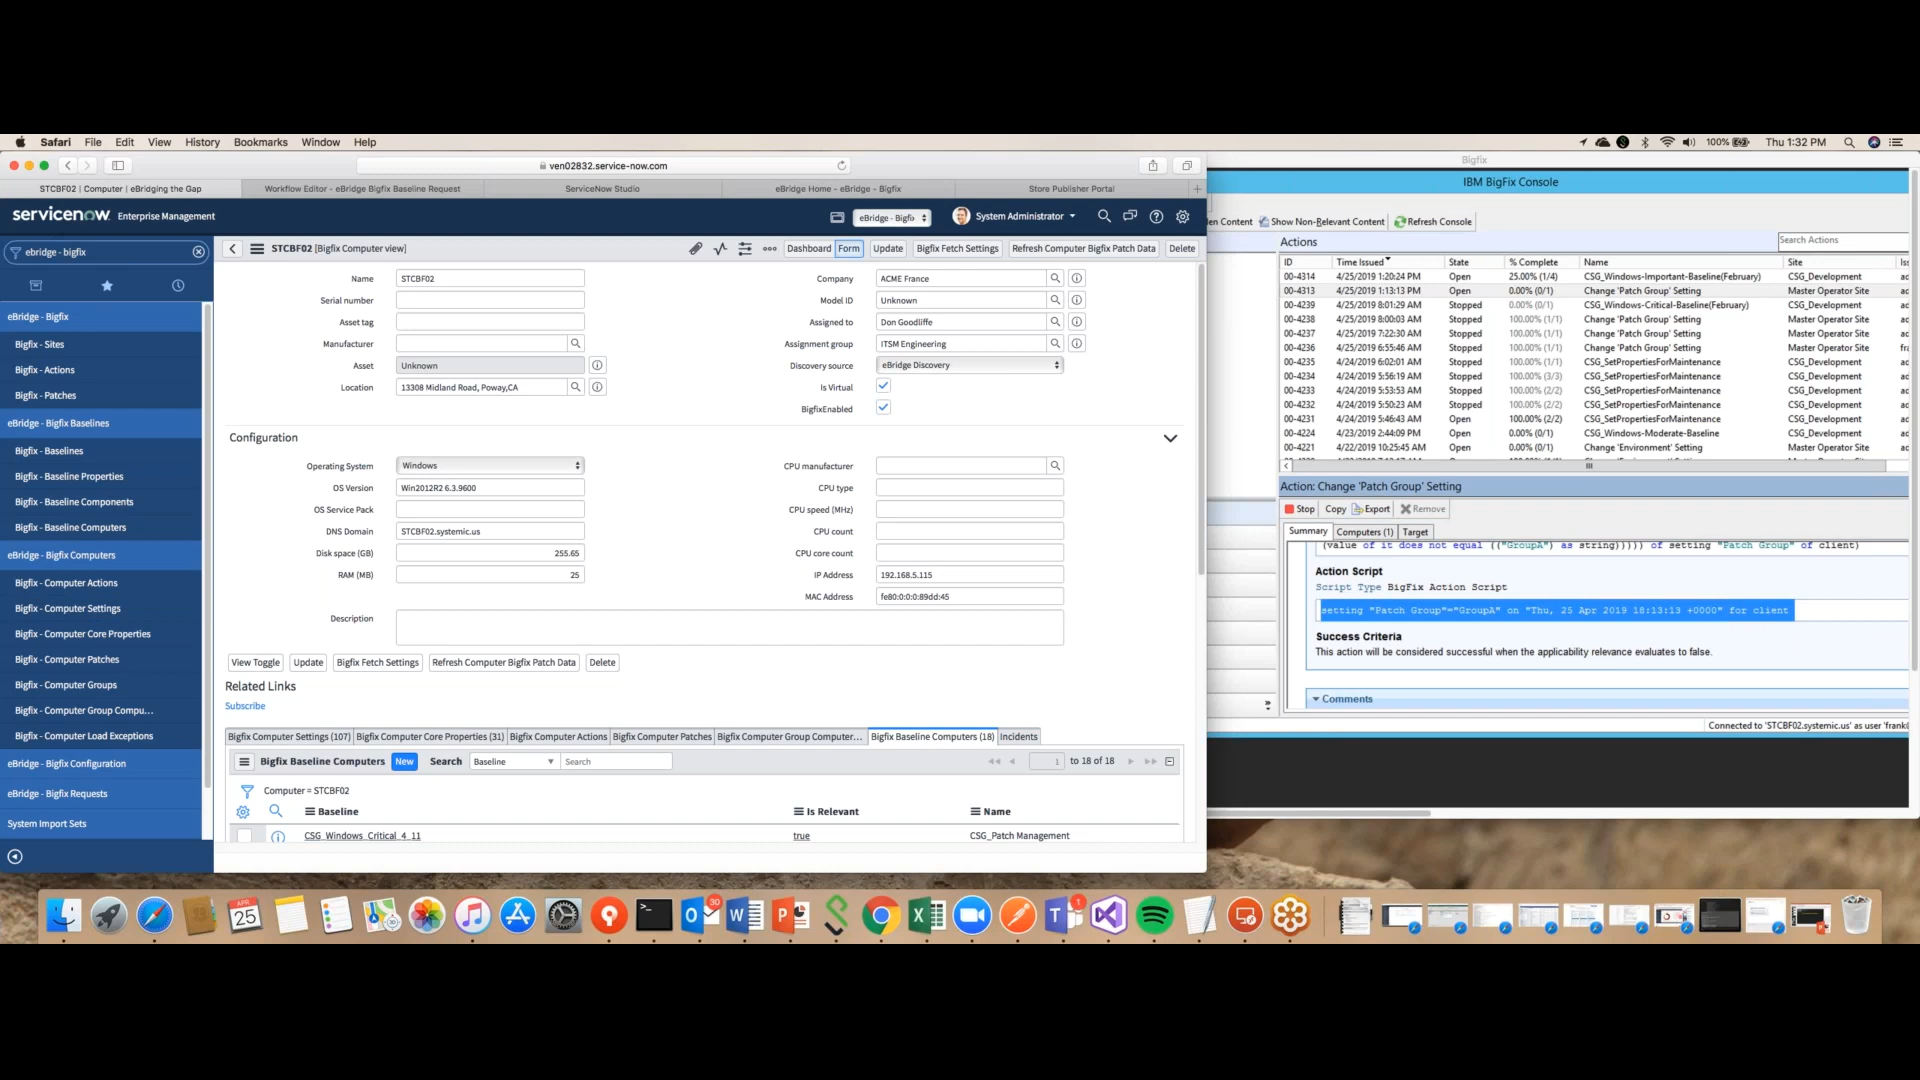 Safari File Edit View History Bookmarks Window Help
100% Thu 1:32 PM
ven02832.service-now.com
STCBF02 | Computer | eBridging the Gap
Workflow Editor - eBridge Bigfix Baseline Request
ServiceNow Studio
eBridge Home - eBridge - Bigfix
Store Publisher Portal
servicenow Enterprise Management
eBridge - Bigfi
System Administrator
ebridge - bigfix
eBridge - Bigfix
Bigfix - Sites
Bigfix - Actions
Bigfix - Patches
eBridge - Bigfix Baselines
Bigfix - Baselines
Bigfix - Baseline Properties
Bigfix - Baseline Components
Bigfix - Baseline Computers
eBridge - Bigfix Computers
Bigfix - Computer Actions
Bigfix - Computer Settings
Bigfix - Computer Core Properties
Bigfix - Computer Patches
Bigfix - Computer Groups
Bigfix - Computer Group Compu...
Bigfix - Computer Load Exceptions
eBridge - Bigfix Configuration
eBridge - Bigfix Requests
System Import Sets
STCBF02 [Bigfix Computer view]
Dashboard Form Update Bigfix Fetch Settings Refresh Computer Bigfix Patch Data Delete
Name STCBF02
Serial number
Asset tag
Manufacturer
Asset Unknown
Location 13308 Midland Road, Poway,CA
Company ACME France
Model ID Unknown
Assigned to Don Goodliffe
Assignment group ITSM Engineering
Discovery source eBridge Discovery
Is Virtual
BigfixEnabled
Configuration
Operating System Windows
OS Version Win2012R2 6.3.9600
OS Service Pack
DNS Domain STCBF02.systemic.us
Disk space (GB) 255.65
RAM (MB) 25
CPU manufacturer
CPU type
CPU speed (MHz)
CPU count
CPU core count
IP Address 192.168.5.115
MAC Address fe80:0:0:0:89dd:45
Description
View Toggle Update Bigfix Fetch Settings Refresh Computer Bigfix Patch Data Delete
Related Links
Subscribe
Bigfix Computer Settings (107) Bigfix Computer Core Properties (31) Bigfix Computer Actions Bigfix Computer Patches Bigfix Computer Group Computer... Bigfix Baseline Computers (18) Incidents
Bigfix Baseline Computers New Search Baseline Search 1 to 18 of 18
Computer = STCBF02
Baseline Is Relevant Name
CSG_Windows_Critical_4_11 true CSG_Patch Management
Bigfix
IBM BigFix Console
en Content Show Non-Relevant Content Refresh Console
Actions Search Actions
ID Time Issued State % Complete Name Site Iss
00-4314 4/25/2019 1:20:24 PM Open 25.00% (1/4) CSG_Windows-Important-Baseline(February) CSG_Development ac
00-4313 4/25/2019 1:13:13 PM Open 0.00% (0/1) Change 'Patch Group' Setting Master Operator Site ac
00-4239 4/25/2019 8:01:29 AM Stopped 0.00% (0/1) CSG_Windows-Critical-Baseline(February) CSG_Development ac
00-4238 4/25/2019 8:00:03 AM Stopped 100.00% (1/1) Change 'Patch Group' Setting Master Operator Site ac
00-4237 4/25/2019 7:22:30 AM Stopped 100.00% (1/1) Change 'Patch Group' Setting Master Operator Site ac
00-4236 4/25/2019 6:55:46 AM Stopped 100.00% (1/1) Change 'Patch Group' Setting Master Operator Site fra
00-4235 4/24/2019 6:02:01 AM Stopped 100.00% (1/1) CSG_SetPropertiesForMaintenance CSG_Development ac
00-4234 4/24/2019 5:56:19 AM Stopped 100.00% (3/3) CSG_SetPropertiesForMaintenance CSG_Development ac
00-4233 4/24/2019 5:53:53 AM Stopped 100.00% (2/2) CSG_SetPropertiesForMaintenance CSG_Development ac
00-4232 4/24/2019 5:50:23 AM Stopped 100.00% (2/2) CSG_SetPropertiesForMaintenance CSG_Development ac
00-4231 4/24/2019 5:46:43 AM Open 100.00% (2/2) CSG_SetPropertiesForMaintenance CSG_Development ac
00-4224 4/23/2019 2:44:09 PM Open 0.00% (0/1) CSG_Windows-Moderate-Baseline CSG_Development ac
00-4221 4/22/2019 10:25:45 AM Open 0.00% (0/1) Change 'Environment' Setting Master Operator Site ac
Action: Change 'Patch Group' Setting
Stop Copy Export Remove
Summary Computers (1) Target
(value of it does not equal (("GroupA") as string))))) of setting "Patch Group" of client)
Action Script
Script Type BigFix Action Script
setting "Patch Group"="GroupA" on "Thu, 25 Apr 2019 18:13:13 +0000" for client
Success Criteria
This action will be considered successful when the applicability relevance evaluates to false.
Comments
Connected to 'STCBF02.systemic.us' as user 'frank@
APR
25
30
1